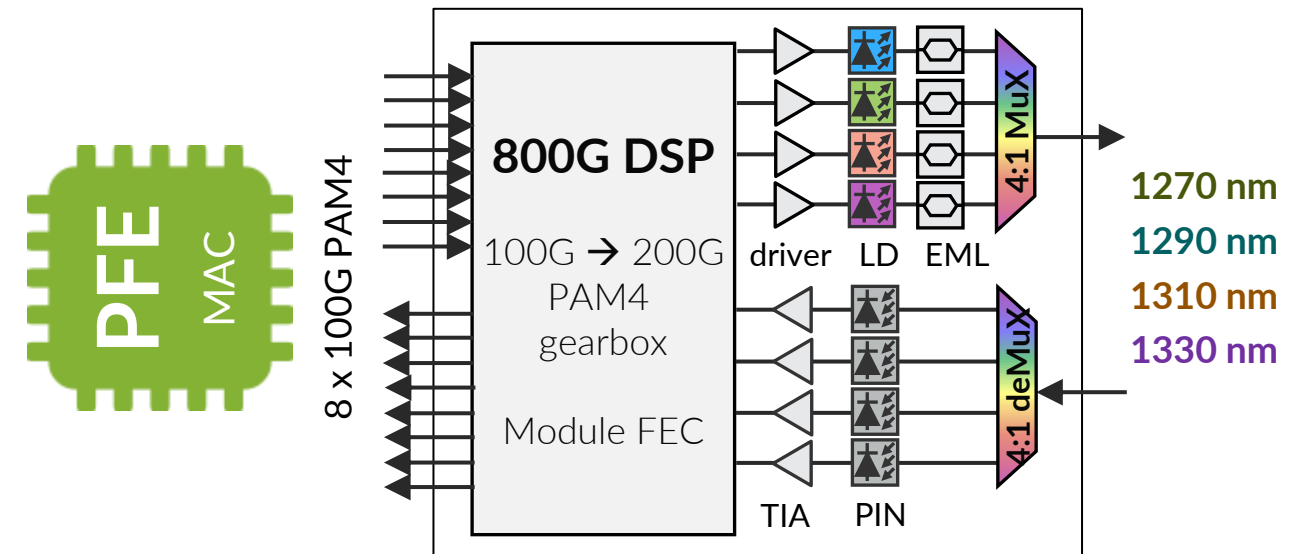 PFE
MAC
8 x 100G PAM4
800G DSP
100G → 200G
PAM4
gearbox
Module FEC
driver
LD
EML
4:1 MuX
TIA
PIN
4:1 deMuX
1270 nm
1290 nm
1310 nm
1330 nm